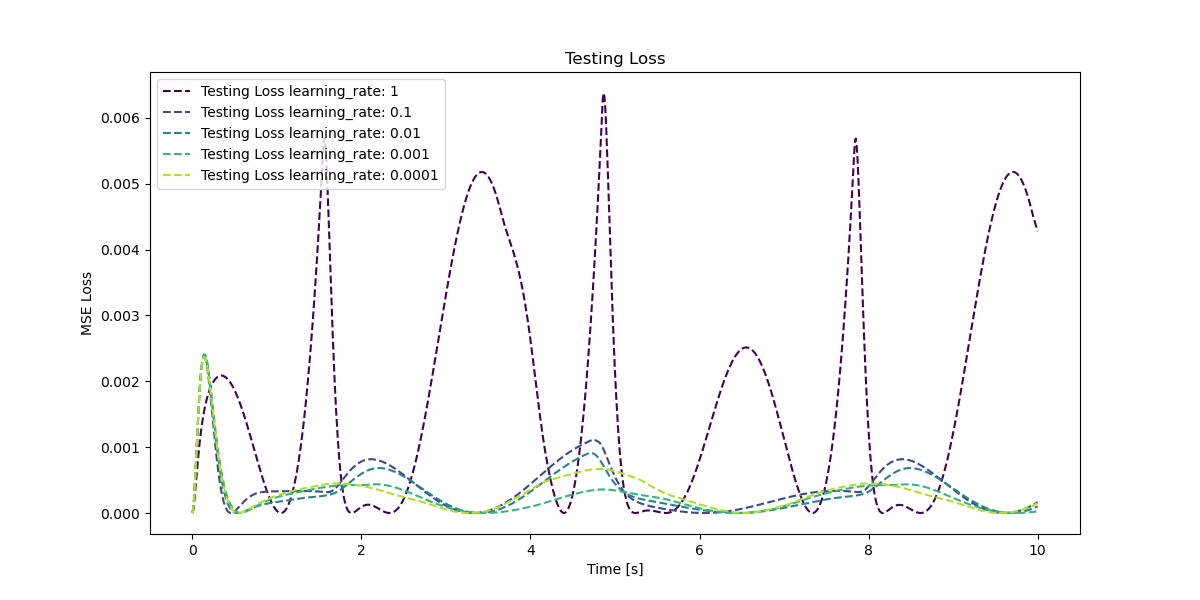 Testing Loss
Testing Loss learning_rate: 1
Testing Loss learning_rate: 0.1
Testing Loss learning_rate: 0.01
Testing Loss learning_rate: 0.001
Testing Loss learning_rate: 0.0001
MSE Loss
0.006
0.005
0.004
0.003
0.002
0.001
0.000
0 2 4 6 8 10
Time [s]